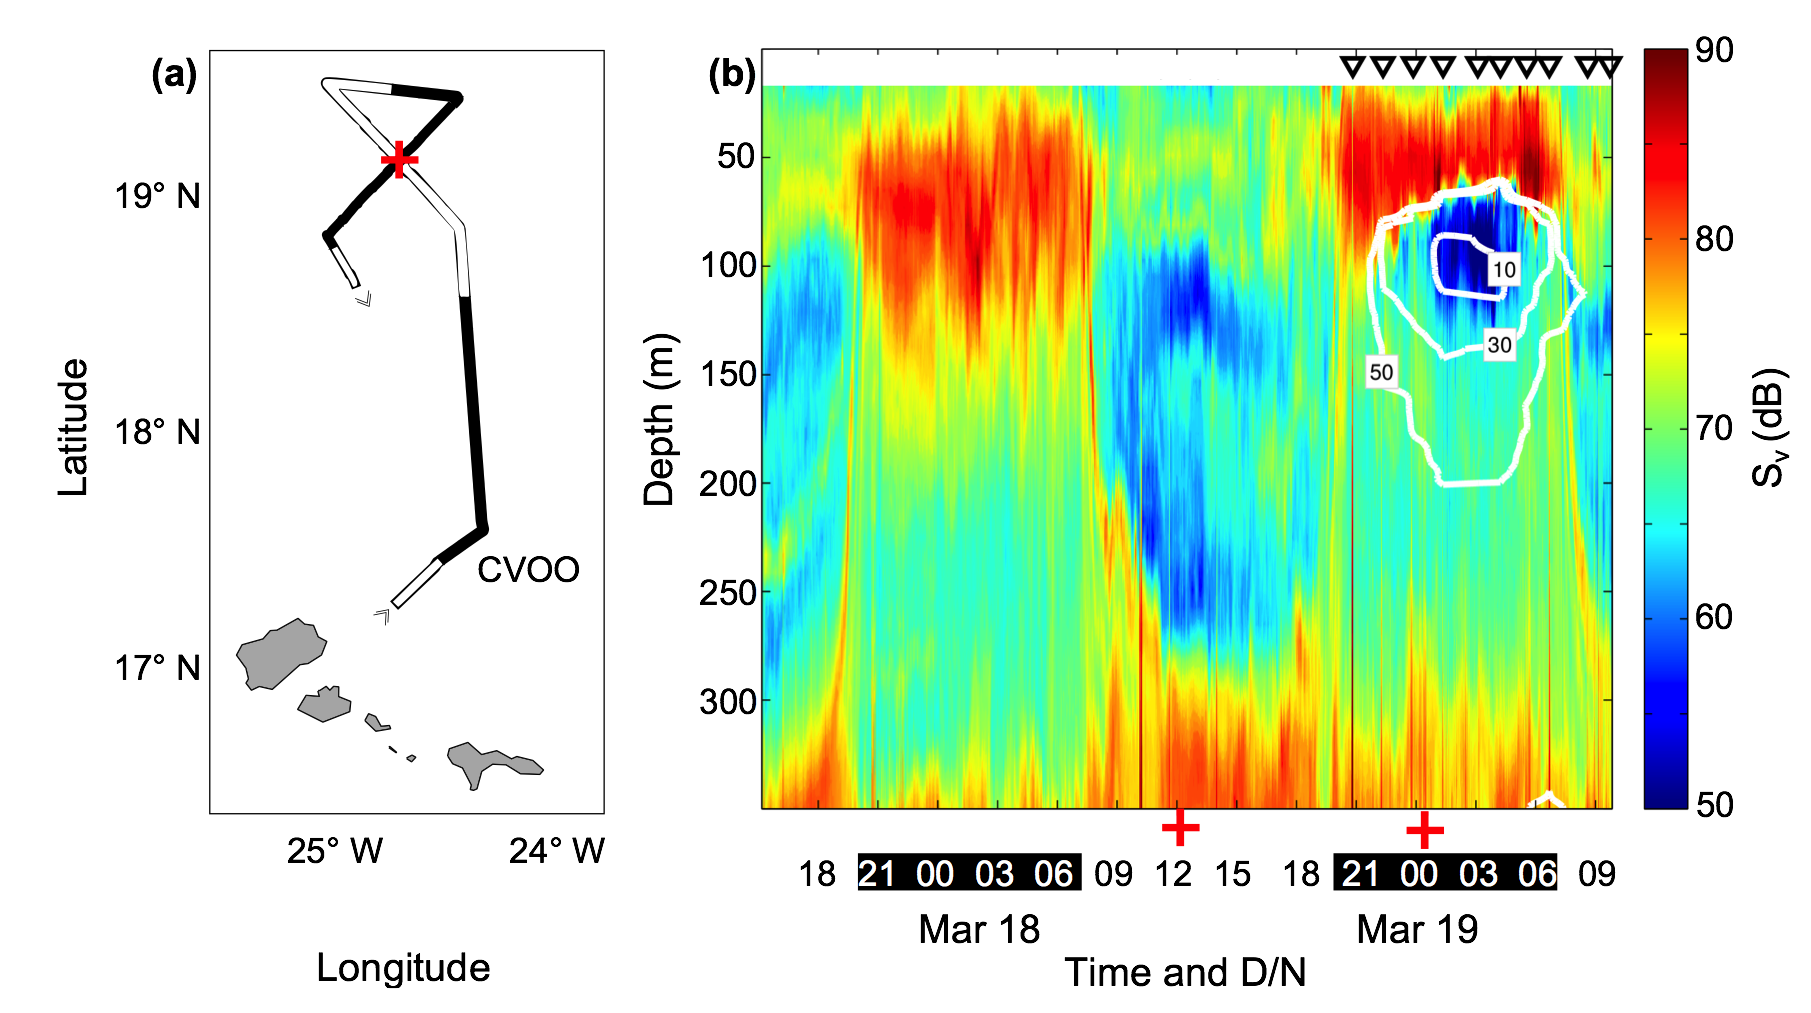 (a)
19° N
18° N
17° N
Latitude
CVOO
25° W 24° W
Longitude
(b)
50
100
150
200
250
300
Depth (m)
10
30
50
18 21 00 03 06 09 12 15 18 21 00 03 06 09
Mar 18 Mar 19
Time and D/N
90
80
70
60
50
Sv (dB)